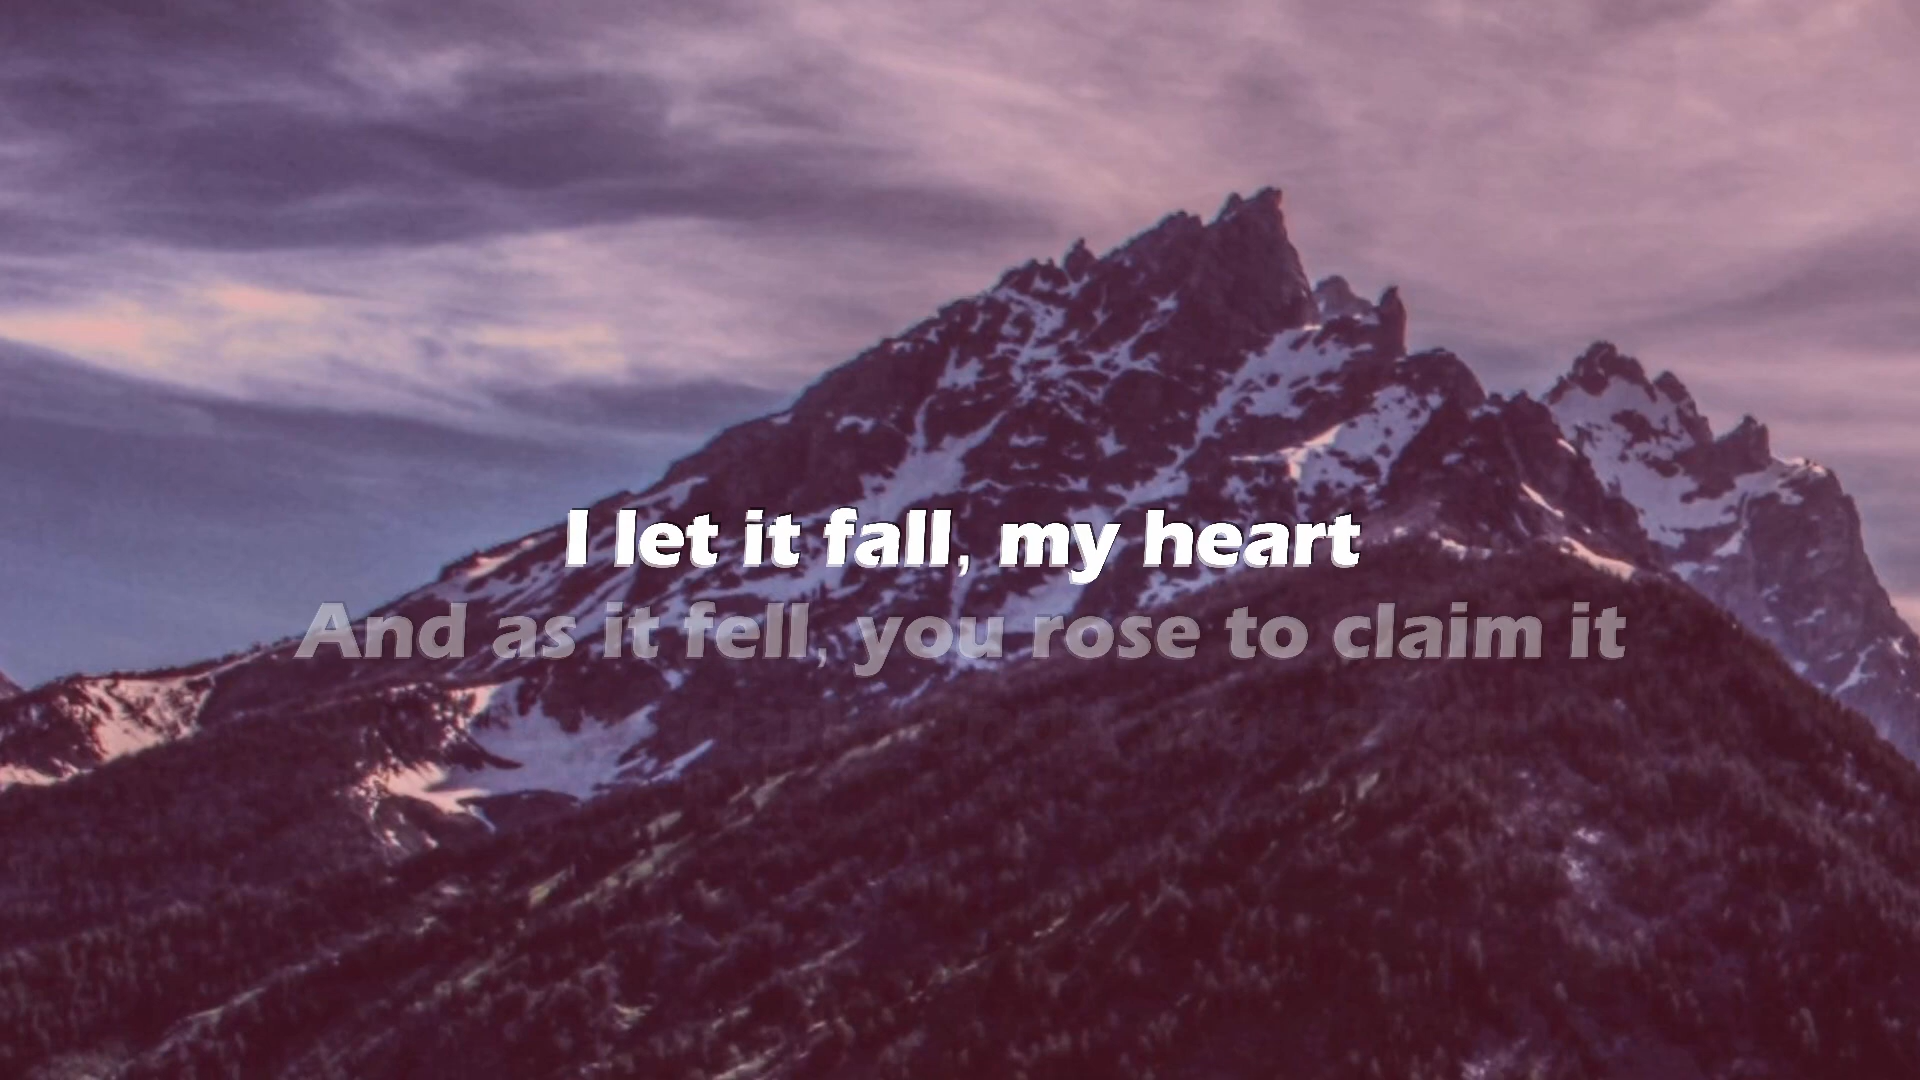 I let it fall, my heart
And as it fell, you rose to claim it